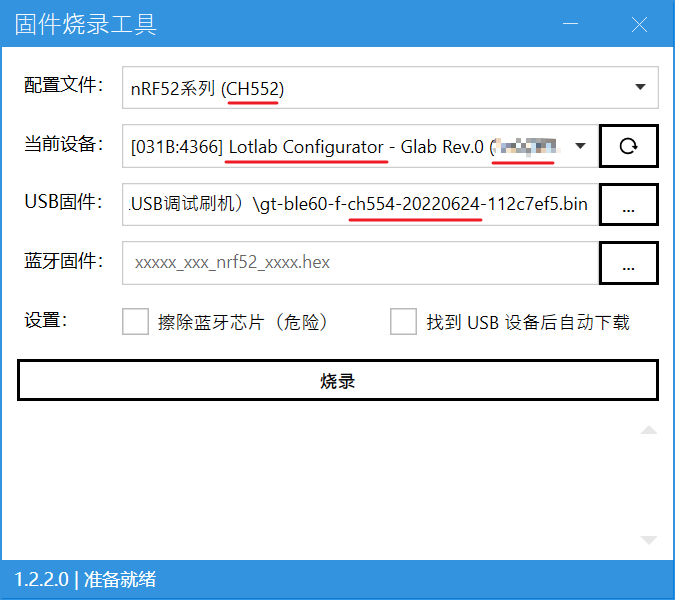 固件烧录工具
配置文件： nRF52系列 (CH552)
当前设备： [031B:4366] Lotlab Configurator - Glab Rev.0 (
USB固件： USB调试刷机）\gt-ble60-f-ch554-20220624-112c7ef5.bin ...
蓝牙固件： xxxxx_xxx_nrf52_xxxx.hex ...
设置： 擦除蓝牙芯片（危险） 找到 USB 设备后自动下载
烧录
1.2.2.0 | 准备就绪